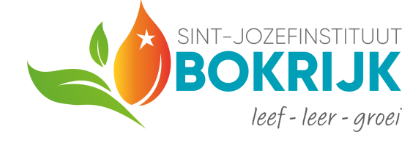 SINT-JOZEFINSTITUUT
BOKRIJK
leef - leer - groei